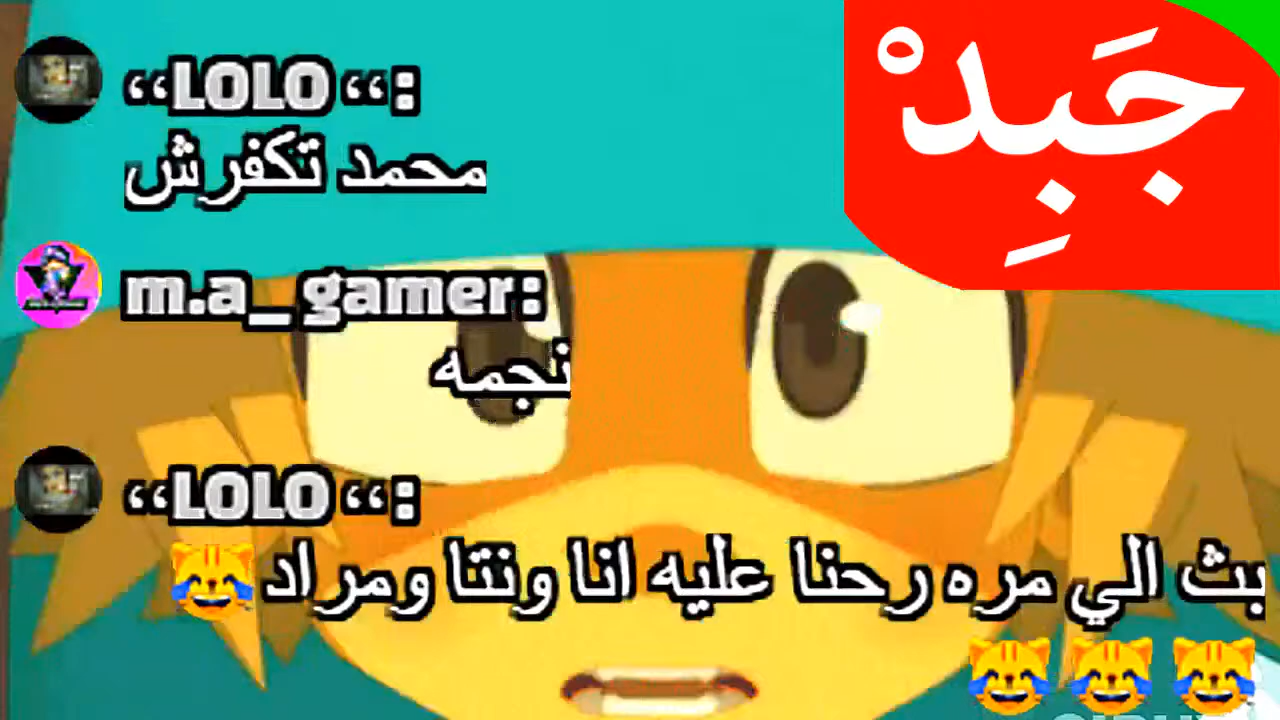 جَبِدْ
،،LOLO،،:
محمد تكفرش
m.a_gamer:
نجمه
،،LOLO،،:
بث الي مره رحنا عليه انا ونتا ومراد😹
😹😹😹